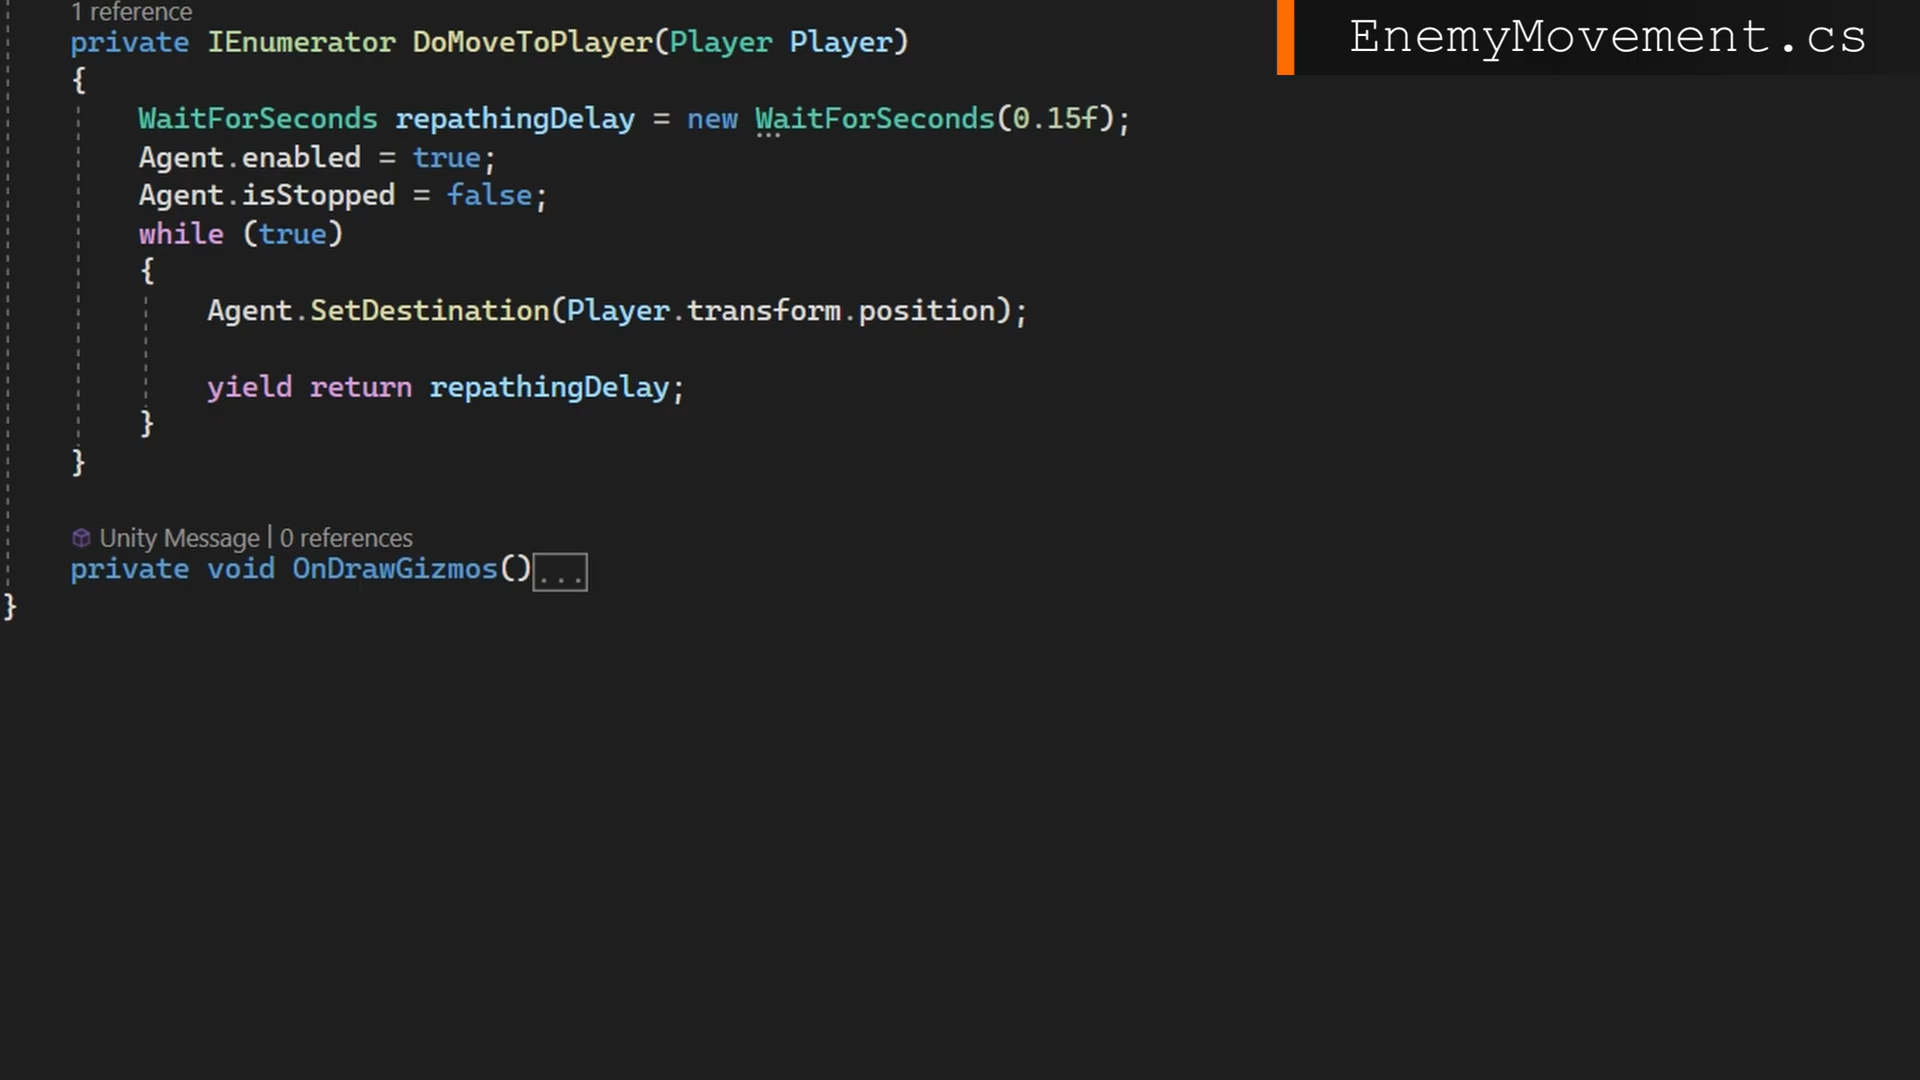 1 reference
private IEnumerator DoMoveToPlayer(Player Player)
{
WaitForSeconds repathingDelay = new WaitForSeconds(0.15f);
Agent.enabled = true;
Agent.isStopped = false;
while (true)
{
Agent.SetDestination(Player.transform.position);
yield return repathingDelay;
}
}
Unity Message | 0 references
private void OnDrawGizmos()...
}
EnemyMovement.cs